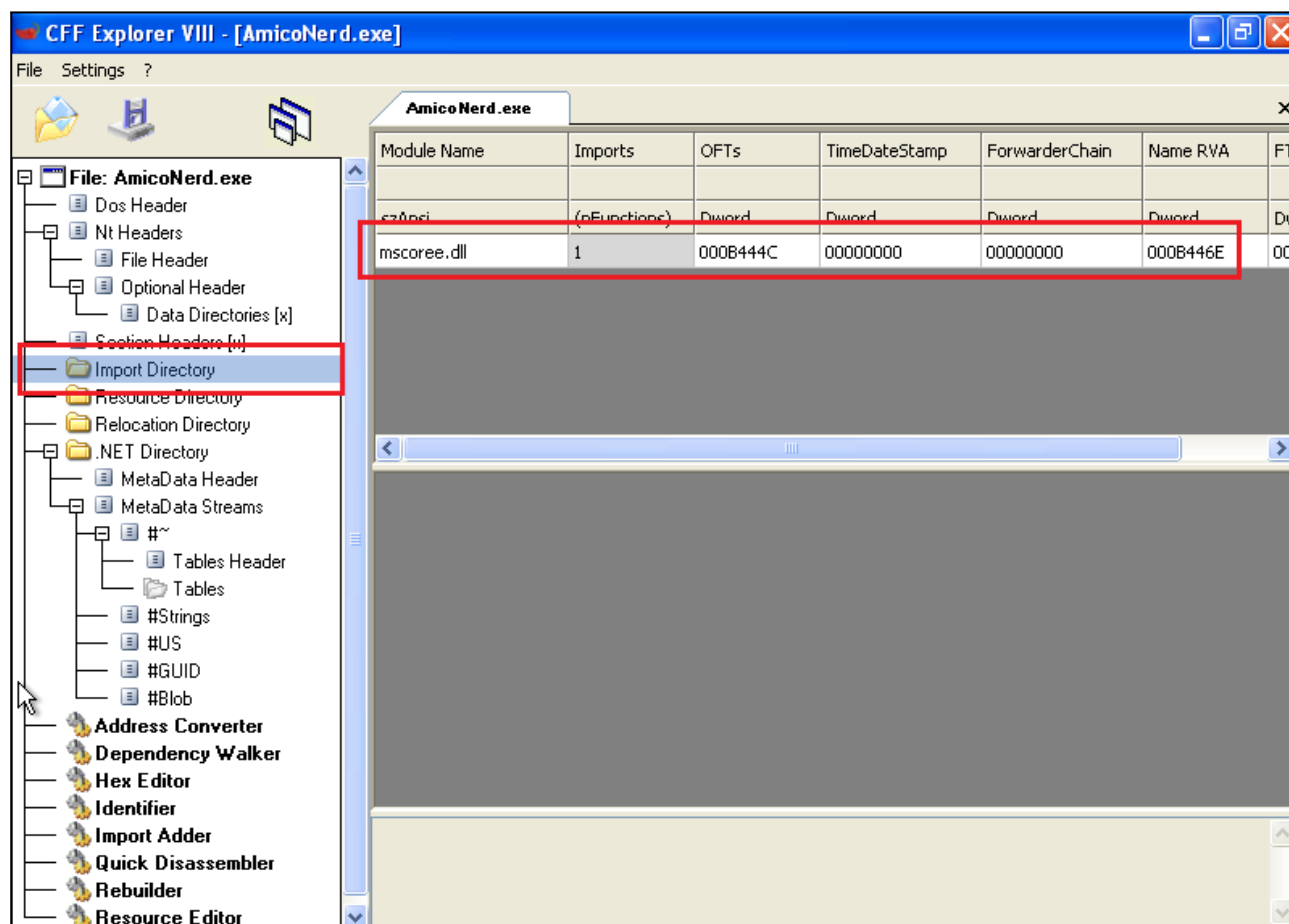 CFF Explorer VIII - [AmicoNerd.exe]
File Settings ?
AmicoNerd.exe
Module Name Imports OFTs TimeDateStamp ForwarderChain Name RVA FT
szAnsi (nFunctions) Dword Dword Dword Dword
mscoree.dll 1 000B444C 00000000 00000000 000B446E 00
File: AmicoNerd.exe
Dos Header
Nt Headers
File Header
Optional Header
Data Directories [x]
Section Headers [x]
Import Directory
Resource Directory
Relocation Directory
.NET Directory
MetaData Header
MetaData Streams
#~
Tables Header
Tables
#Strings
#US
#GUID
#Blob
Address Converter
Dependency Walker
Hex Editor
Identifier
Import Adder
Quick Disassembler
Rebuilder
Resource Editor